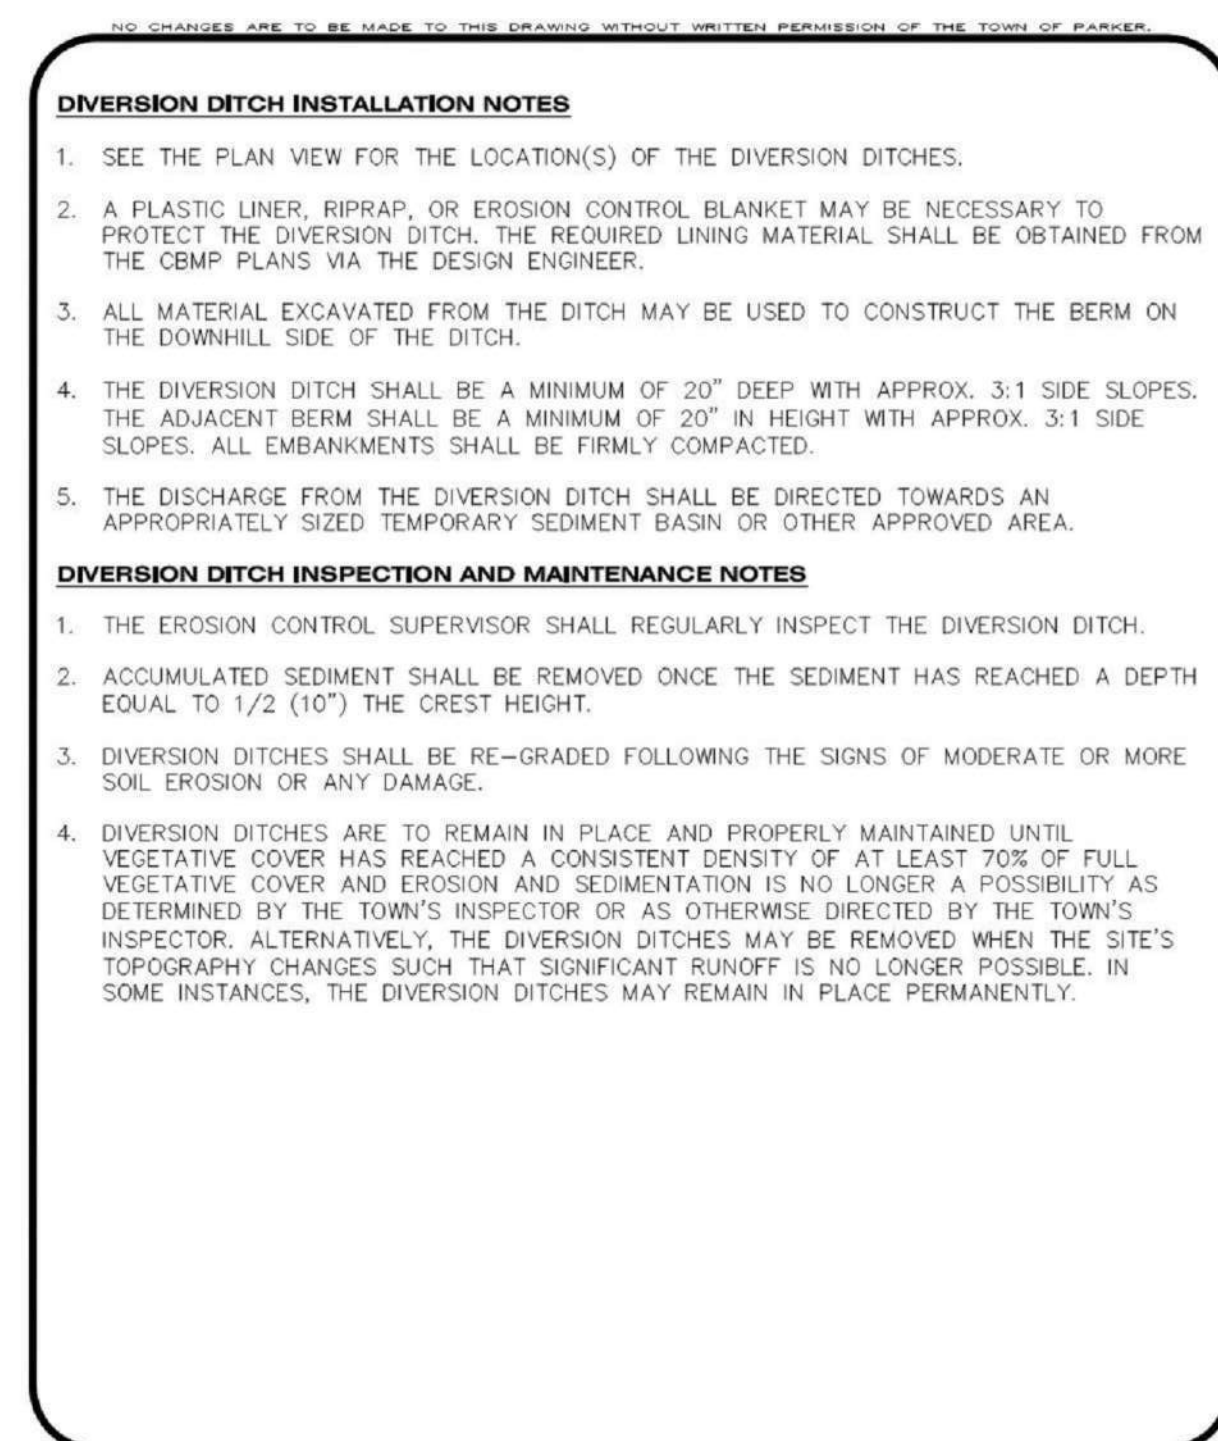 NO CHANGES ARE TO BE MADE TO THIS DRAWING WITHOUT WRITTEN PERMISSION OF THE TOWN OF PARKER.
DIVERSION DITCH INSTALLATION NOTES
1. SEE THE PLAN VIEW FOR THE LOCATION(S) OF THE DIVERSION DITCHES.
2. A PLASTIC LINER, RIPRAP, OR EROSION CONTROL BLANKET MAY BE NECESSARY TO
PROTECT THE DIVERSION DITCH. THE REQUIRED LINING MATERIAL SHALL BE OBTAINED FROM
THE CBMP PLANS VIA THE DESIGN ENGINEER.
3. ALL MATERIAL EXCAVATED FROM THE DITCH MAY BE USED TO CONSTRUCT THE BERM ON
THE DOWNHILL SIDE OF THE DITCH.
4. THE DIVERSION DITCH SHALL BE A MINIMUM OF 20" DEEP WITH APPROX. 3:1 SIDE SLOPES.
THE ADJACENT BERM SHALL BE A MINIMUM OF 20" IN HEIGHT WITH APPROX. 3:1 SIDE
SLOPES. ALL EMBANKMENTS SHALL BE FIRMLY COMPACTED.
5. THE DISCHARGE FROM THE DIVERSION DITCH SHALL BE DIRECTED TOWARDS AN
APPROPRIATELY SIZED TEMPORARY SEDIMENT BASIN OR OTHER APPROVED AREA.
DIVERSION DITCH INSPECTION AND MAINTENANCE NOTES
1. THE EROSION CONTROL SUPERVISOR SHALL REGULARLY INSPECT THE DIVERSION DITCH.
2. ACCUMULATED SEDIMENT SHALL BE REMOVED ONCE THE SEDIMENT HAS REACHED A DEPTH
EQUAL TO 1/2 (10") THE CREST HEIGHT.
3. DIVERSION DITCHES SHALL BE RE-GRADED FOLLOWING THE SIGNS OF MODERATE OR MORE
SOIL EROSION OR ANY DAMAGE.
4. DIVERSION DITCHES ARE TO REMAIN IN PLACE AND PROPERLY MAINTAINED UNTIL
VEGETATIVE COVER HAS REACHED A CONSISTENT DENSITY OF AT LEAST 70% OF FULL
VEGETATIVE COVER AND EROSION AND SEDIMENTATION IS NO LONGER A POSSIBILITY AS
DETERMINED BY THE TOWN'S INSPECTOR OR AS OTHERWISE DIRECTED BY THE TOWN'S
INSPECTOR. ALTERNATIVELY, THE DIVERSION DITCHES MAY BE REMOVED WHEN THE SITE'S
TOPOGRAPHY CHANGES SUCH THAT SIGNIFICANT RUNOFF IS NO LONGER POSSIBLE. IN
SOME INSTANCES, THE DIVERSION DITCHES MAY REMAIN IN PLACE PERMANENTLY.